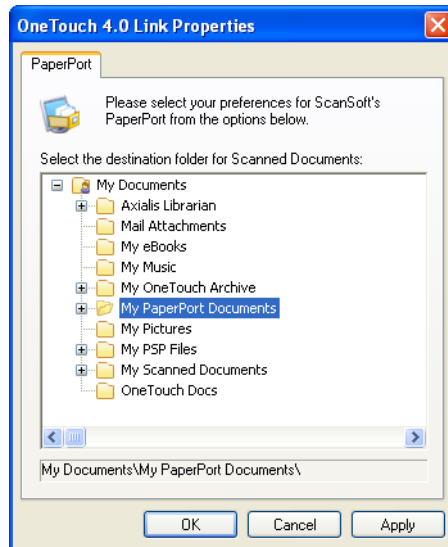 OneTouch 4.0 Link Properties
PaperPort
Please select your preferences for ScanSoft's
PaperPort from the options below.
Select the destination folder for Scanned Documents:
My Documents
Axialis Librarian
Mail Attachments
My eBooks
My Music
My OneTouch Archive
My PaperPort Documents
My Pictures
My PSP Files
My Scanned Documents
OneTouch Docs
My Documents\My PaperPort Documents\
OK Cancel Apply